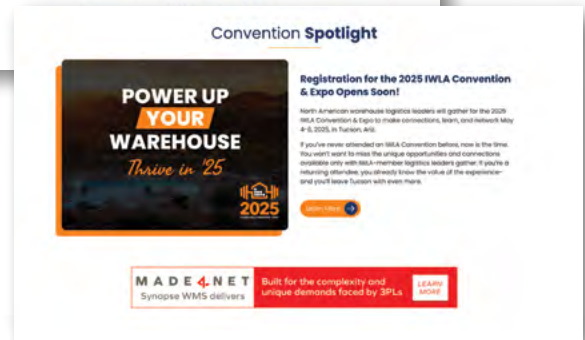 Convention Spotlight
POWER UP
YOUR
WAREHOUSE
Thrive in '25
2025
Registration for the 2025 IWLA Convention
& Expo Opens Soon!
North American warehouse logistics leaders will gather for the 2025
IWLA Convention & Expo to make connections, learn, and network May
4-6, 2025, in Tucson, Ariz.
If you've never attended an IWLA Convention before, now is the time.
You won't want to miss the unique opportunities and connections
available only with IWLA-member logistics leaders gather. If you're a
returning attendee, you already know the value of the experience-
and you'll leave Tucson with even more.
Learn More
MADE4NET
Synapse WMS delivers
Built for the complexity and
unique demands faced by 3PLs
LEARN
MORE